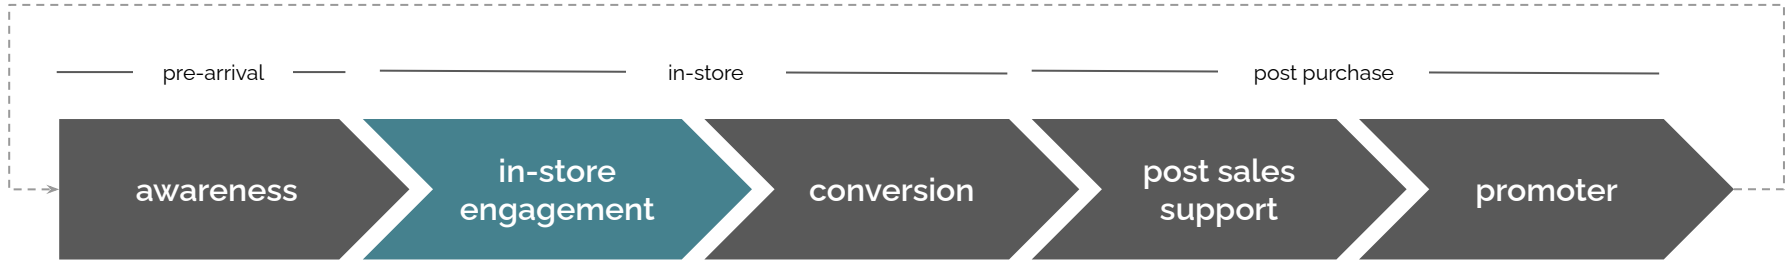 pre-arrival
in-store
post purchase
awareness
in-store
engagement
conversion
post sales
support
promoter